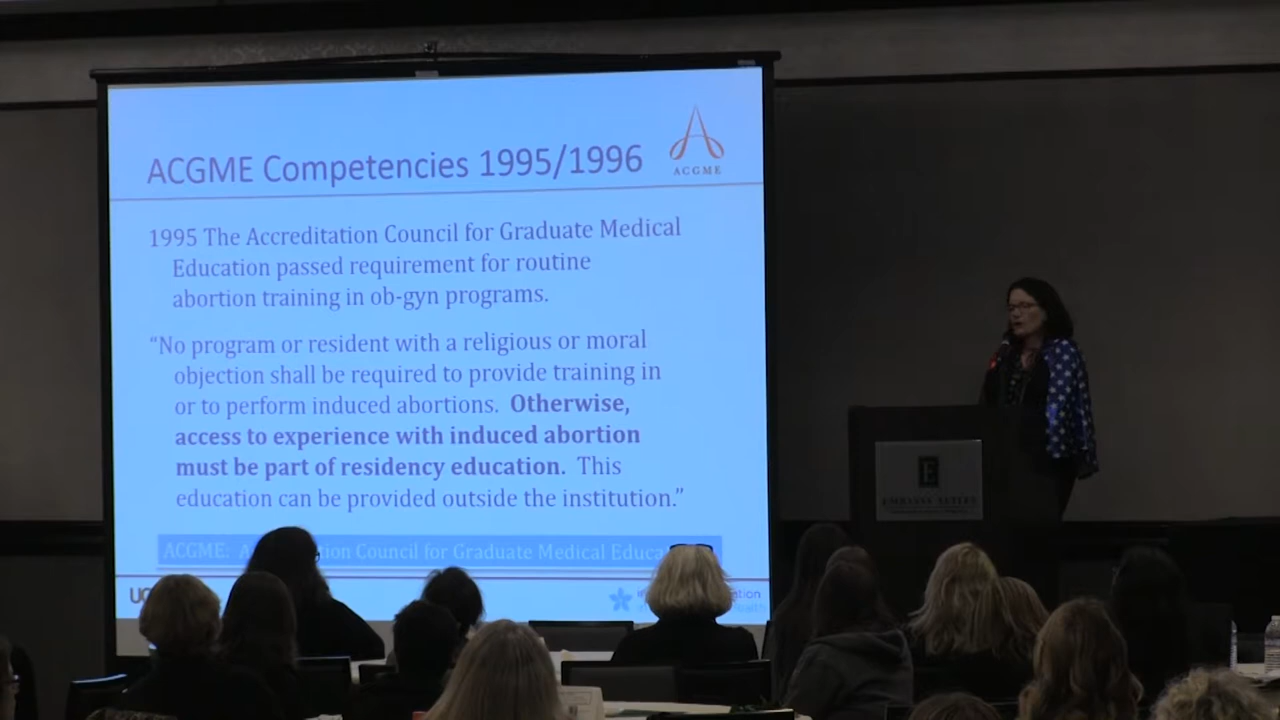 ACGME Competencies 1995/1996
ACGME
1995 The Accreditation Council for Graduate Medical
Education passed requirement for routine
abortion training in ob-gyn programs.
“No program or resident with a religious or moral
objection shall be required to provide training in
or to perform induced abortions. Otherwise,
access to experience with induced abortion
must be part of residency education. This
education can be provided outside the institution.”
ACGME:
Council for Graduate Medical
E
EMBASSY SUITES